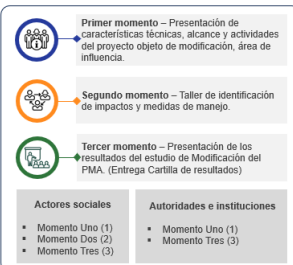 Primer momento – Presentación de
características técnicas, alcance y actividades
del proyecto objeto de modificación, área de
influencia.
Segundo momento – Taller de identificación
de impactos y medidas de manejo.
Tercer momento – Presentación de los
resultados del estudio de Modificación del
PMA. (Entrega Cartilla de resultados)
Actores sociales
▪ Momento Uno (1)
▪ Momento Dos (2)
▪ Momento Tres (3)
Autoridades e instituciones
▪ Momento Uno (1)
▪ Momento Tres (3)